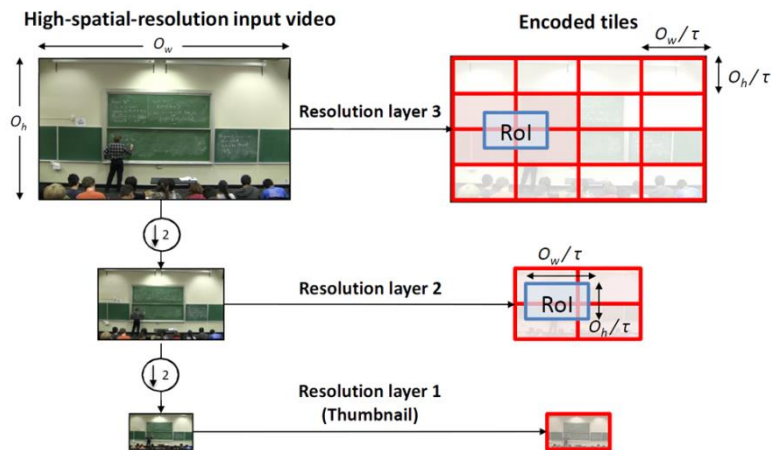 High-spatial-resolution input video
Encoded tiles
O_w
O_w/τ
O_h
O_h/τ
Resolution layer 3
RoI
↓2
O_w/τ
Resolution layer 2
RoI
O_h/τ
↓2
Resolution layer 1
(Thumbnail)